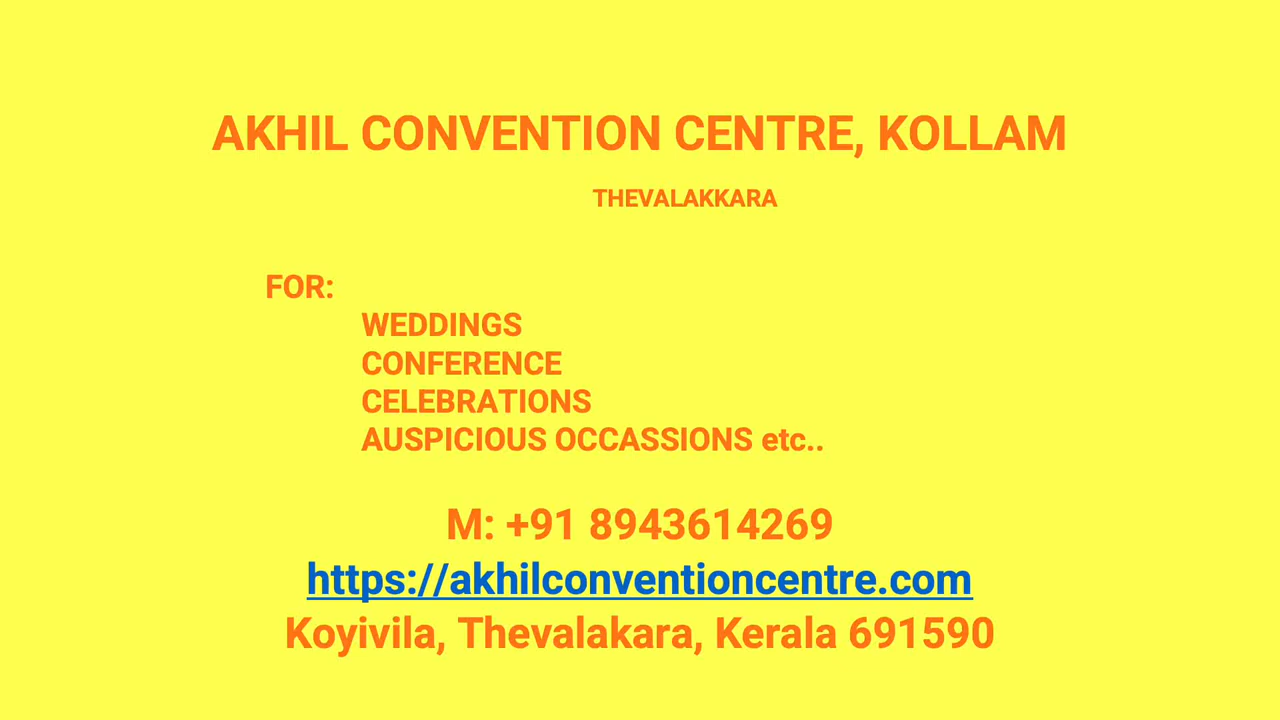 AKHIL CONVENTION CENTRE, KOLLAM
THEVALAKKARA
FOR:
WEDDINGS
CONFERENCE
CELEBRATIONS
AUSPICIOUS OCCASSIONS etc..
M: +91 8943614269
https://akhilconventioncentre.com
Koyivila, Thevalakara, Kerala 691590